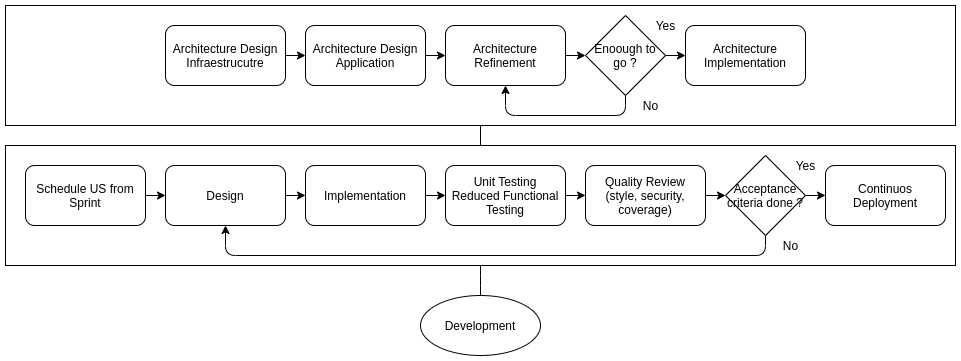 Architecture Design
Infraestrucutre
Architecture Design
Application
Architecture
Refinement
Enoough to
go ?
Yes
No
Architecture
Implementation
Schedule US from
Sprint
Design
Implementation
Unit Testing
Reduced Functional
Testing
Quality Review
(style, security,
coverage)
Acceptance
criteria done ?
Yes
No
Continuos
Deployment
Development